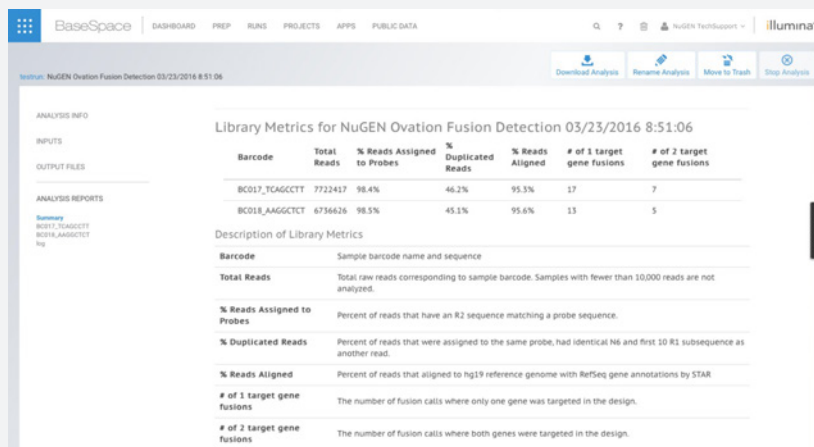 BaseSpace DASHBOARD PREP RUNS PROJECTS APPS PUBLIC DATA ? NuGEN TechSupport illumina
Download Analysis Rename Analysis Move to Trash Stop Analysis
testrun: NuGEN Ovation Fusion Detection 03/23/2016 8:51:06
ANALYSIS INFO
INPUTS
OUTPUT FILES
ANALYSIS REPORTS
Summary
BC017_TCAGCCTT
BC018_AAGGCTCT
log
Library Metrics for NuGEN Ovation Fusion Detection 03/23/2016 8:51:06
Barcode Total Reads % Reads Assigned to Probes % Duplicated Reads % Reads Aligned # of 1 target gene fusions # of 2 target gene fusions
BC017_TCAGCCTT 7722417 98.4% 46.2% 95.3% 17 7
BC018_AAGGCTCT 6736626 98.5% 45.1% 95.6% 13 5
Description of Library Metrics
Barcode Sample barcode name and sequence
Total Reads Total raw reads corresponding to sample barcode. Samples with fewer than 10,000 reads are not
analyzed.
% Reads Assigned to
Probes Percent of reads that have an R2 sequence matching a probe sequence.
% Duplicated Reads Percent of reads that were assigned to the same probe, had identical N6 and first 10 R1 subsequence as
another read.
% Reads Aligned Percent of reads that aligned to hg19 reference genome with RefSeq gene annotations by STAR
# of 1 target gene
fusions The number of fusion calls where only one gene was targeted in the design.
# of 2 target gene
fusions The number of fusion calls where both genes were targeted in the design.